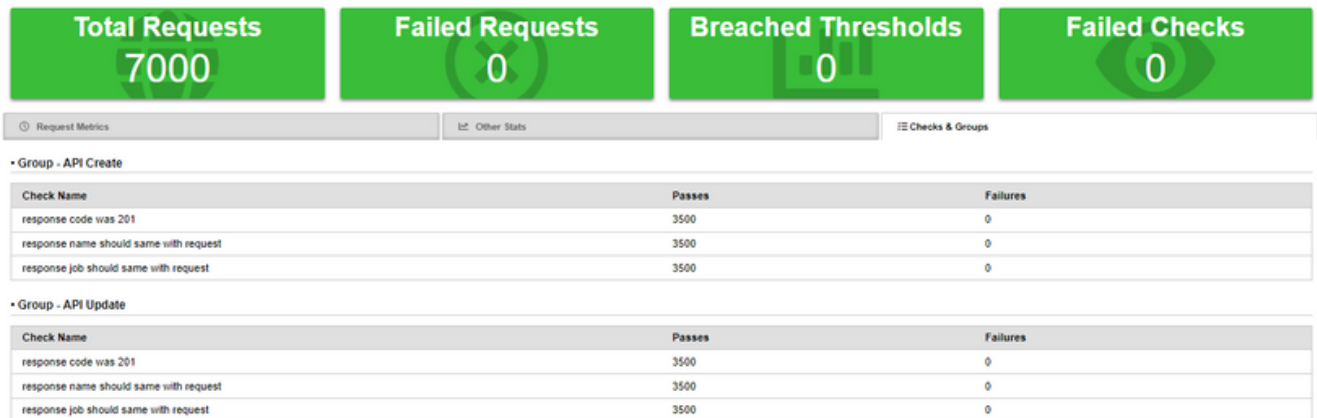 Total Requests Failed Requests Breached Thresholds Failed Checks
7000 0 0 0
Request Metrics Other Stats Checks & Groups
• Group - API Create
Check Name Passes Failures
response code was 201 3500 0
response name should same with request 3500 0
response job should same with request 3500 0
• Group - API Update
Check Name Passes Failures
response code was 201 3500 0
response name should same with request 3500 0
response job should same with request 3500 0